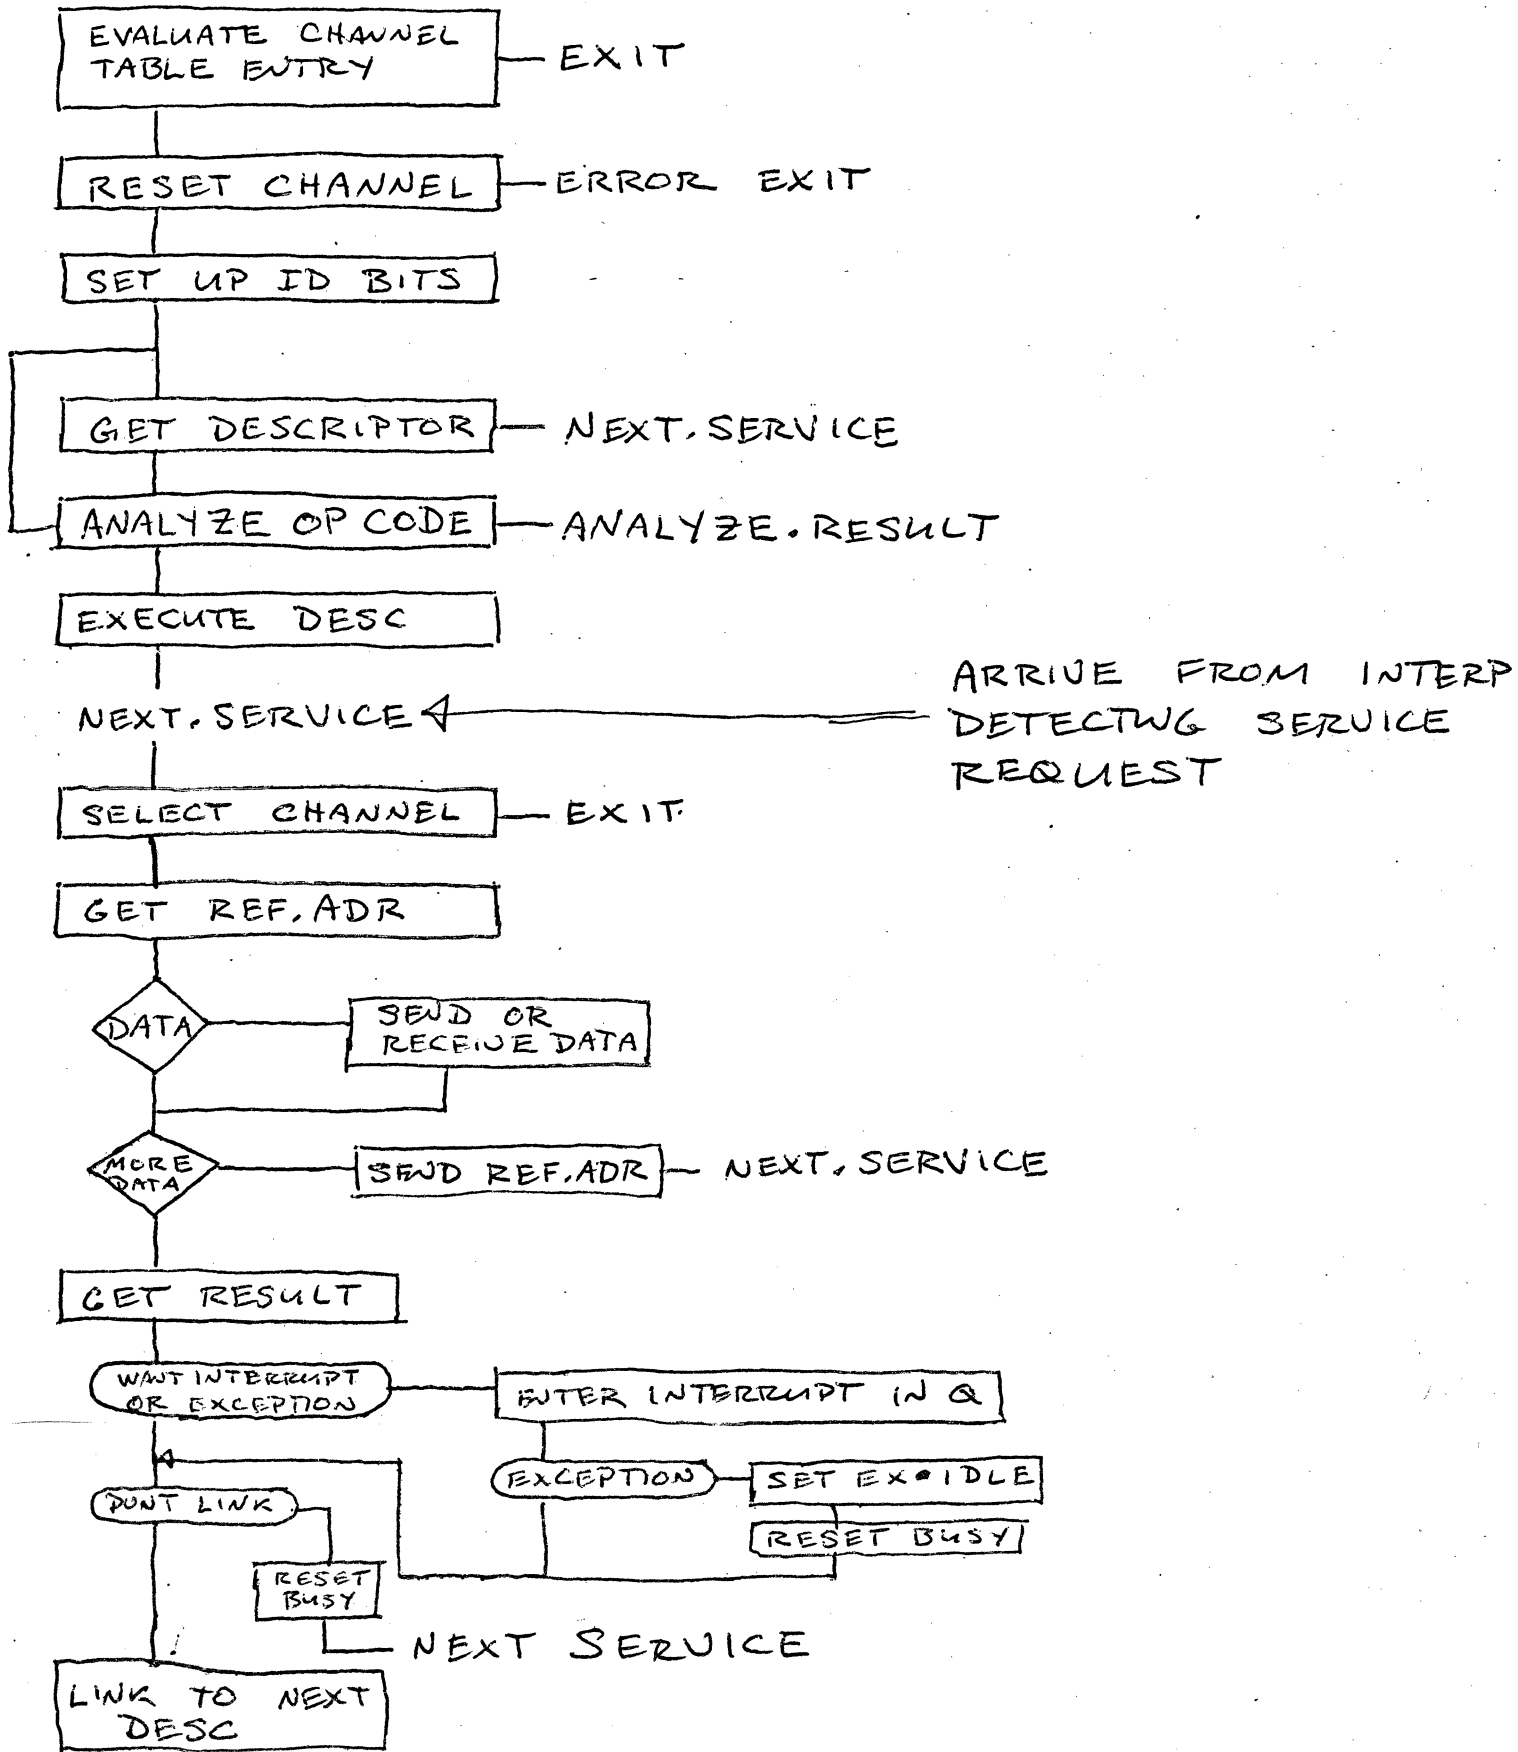 EVALUATE CHANNEL
TABLE ENTRY
EXIT
RESET CHANNEL
ERROR EXIT
SET UP ID BITS
GET DESCRIPTOR
NEXT.SERVICE
ANALYZE OP CODE
ANALYZE.RESULT
EXECUTE DESC
NEXT.SERVICE
ARRIVE FROM INTERP
DETECTING SERVICE
REQUEST
SELECT CHANNEL
EXIT
GET REF.ADR
DATA
SEND OR
RECEIVE DATA
MORE
DATA
SEND REF.ADR
NEXT.SERVICE
GET RESULT
WANT INTERRUPT
OR EXCEPTION
ENTER INTERRUPT IN Q
EXCEPTION
SET EX•IDLE
RESET BUSY
DONT LINK
RESET
BUSY
NEXT SERVICE
LINK TO NEXT
DESC